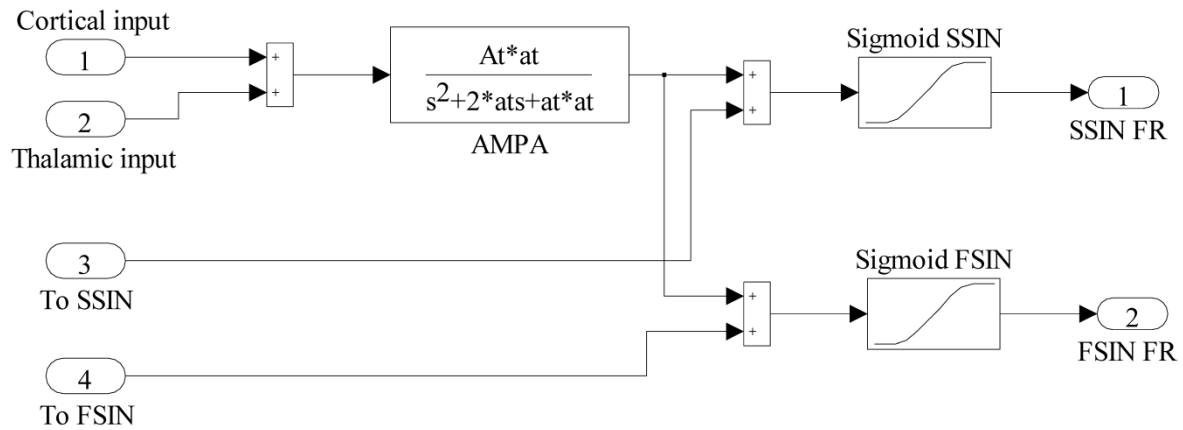 Cortical input
1
+
+
2
Thalamic input
At*at
s2+2*ats+at*at
AMPA
+
+
Sigmoid SSIN
1
SSIN FR
3
To SSIN
Sigmoid FSIN
+
+
2
FSIN FR
4
To FSIN